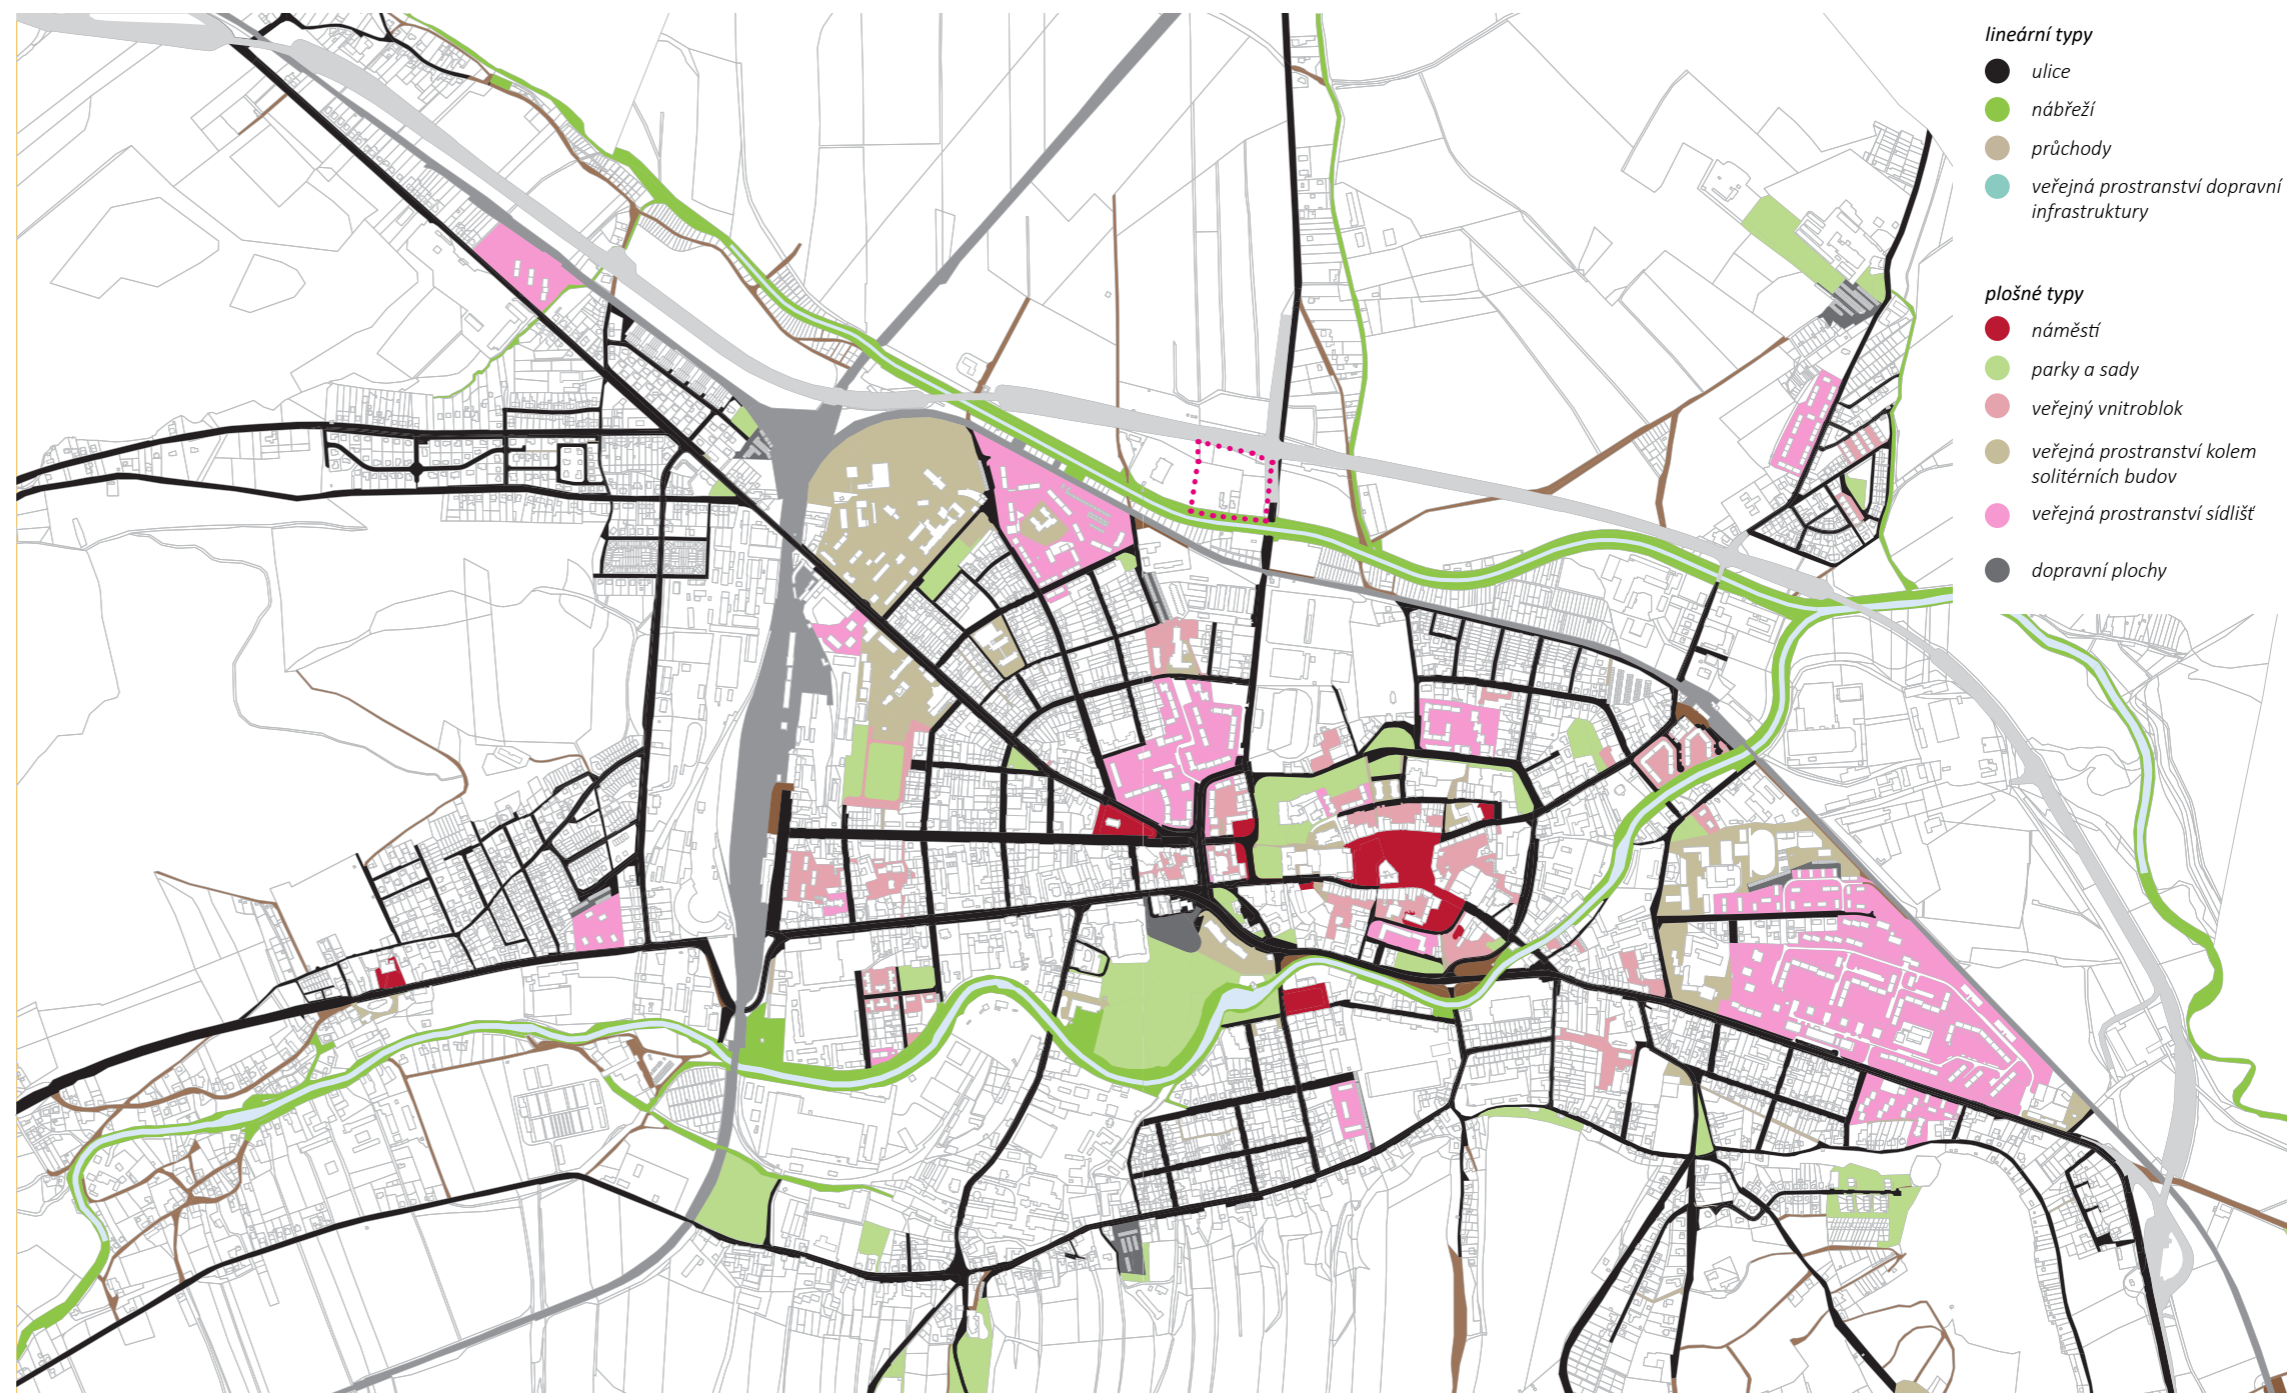 lineární typy
ulice
nábřeží
průchody
veřejná prostranství dopravní
infrastruktury
plošné typy
náměstí
parky a sady
veřejný vnitroblok
veřejná prostranství kolem
solitérních budov
veřejná prostranství sídlišť
dopravní plochy